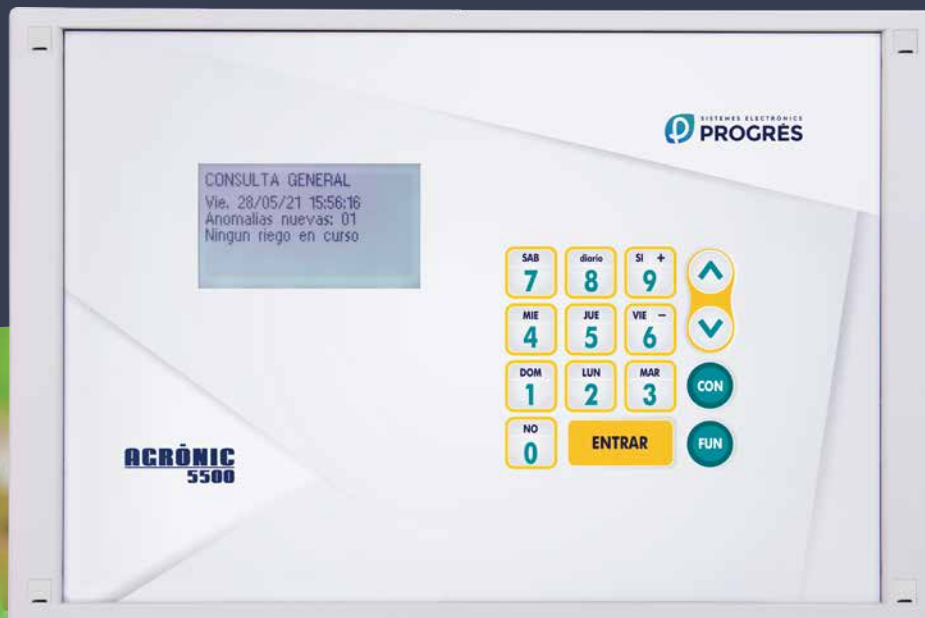 SISTEMES ELECTRÒNICS
PROGRÉS
CONSULTA GENERAL
Vie. 28/05/21 15:56:16
Anomalias nuevas: 01
Ningun riego en curso
SAB diario SI +
7 8 9
MIE JUE VIE -
4 5 6
DOM LUN MAR
1 2 3 CON
NO
0 ENTRAR FUN
AGRÓNIC
5500